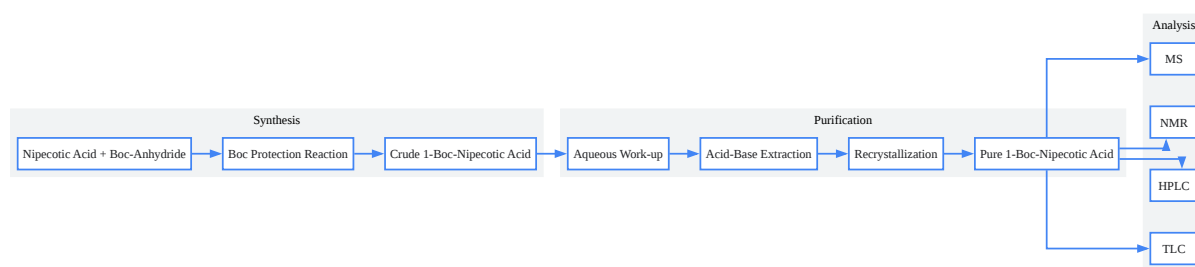 Synthesis
Nipecotic Acid + Boc-Anhydride
Boc Protection Reaction
Crude 1-Boc-Nipecotic Acid
Purification
Aqueous Work-up
Acid-Base Extraction
Recrystallization
Pure 1-Boc-Nipecotic Acid
Analysis
MS
NMR
HPLC
TLC